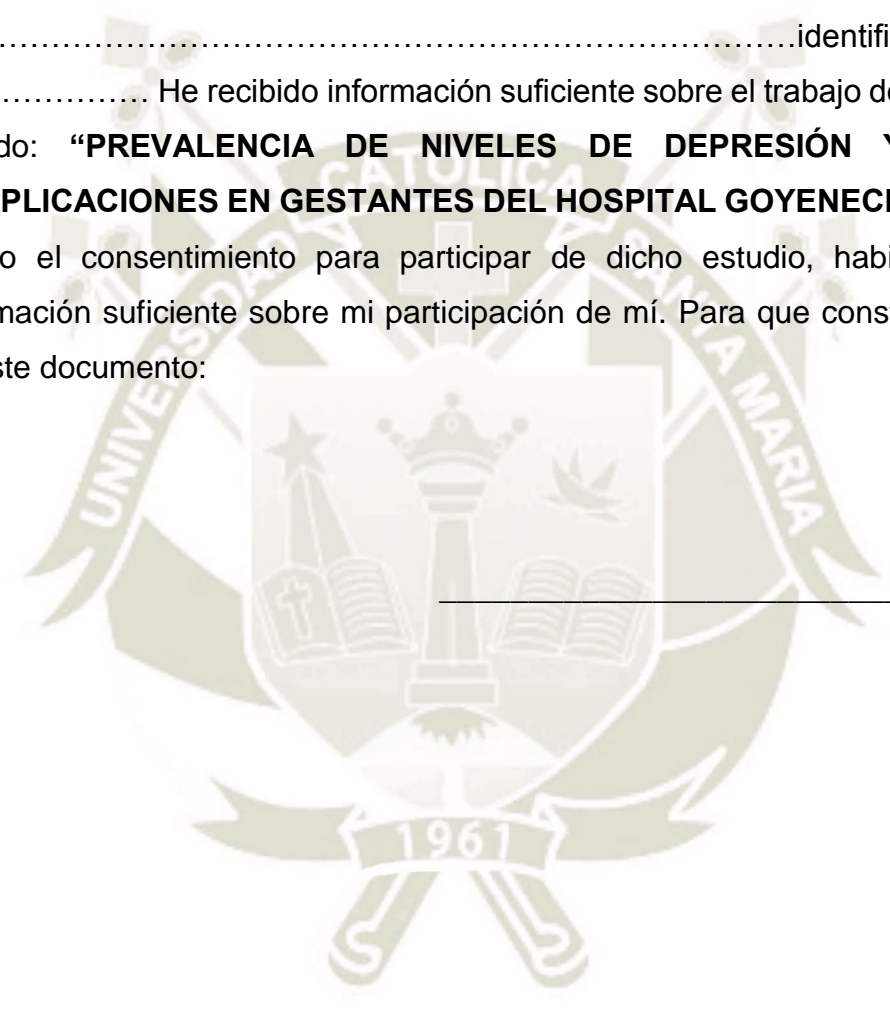 ……………………………………………………………………………identifi
……………. He recibido información suficiente sobre el trabajo d
do: “PREVALENCIA DE NIVELES DE DEPRESIÓN Y
PLICACIONES EN GESTANTES DEL HOSPITAL GOYENEC
o el consentimiento para participar de dicho estudio, habi
mación suficiente sobre mi participación de mí. Para que cons
ste documento:
UNIVERSIDAD CATÓLICA SANTA MARIA
1961